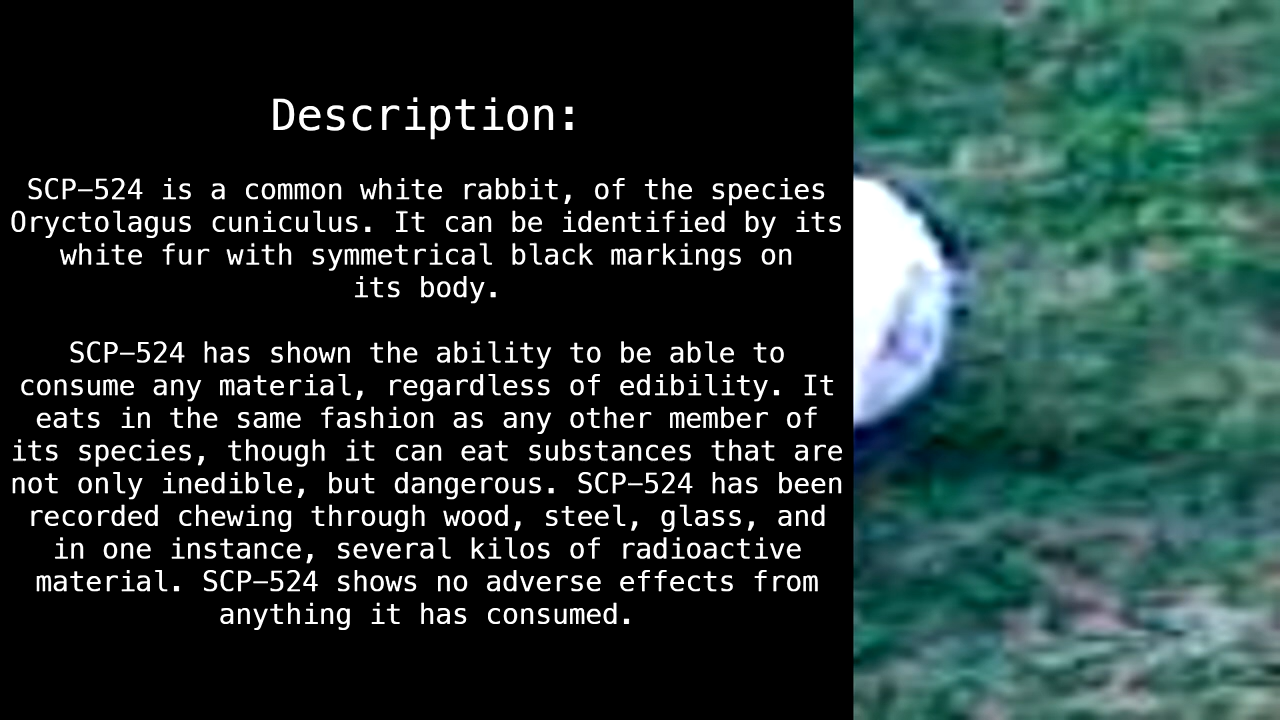 Description:
SCP–524 is a common white rabbit, of the species
Oryctolagus cuniculus. It can be identified by its
white fur with symmetrical black markings on
its body.
SCP–524 has shown the ability to be able to
consume any material, regardless of edibility. It
eats in the same fashion as any other member of
its species, though it can eat substances that are
not only inedible, but dangerous. SCP–524 has been
recorded chewing through wood, steel, glass, and
in one instance, several kilos of radioactive
material. SCP–524 shows no adverse effects from
anything it has consumed.